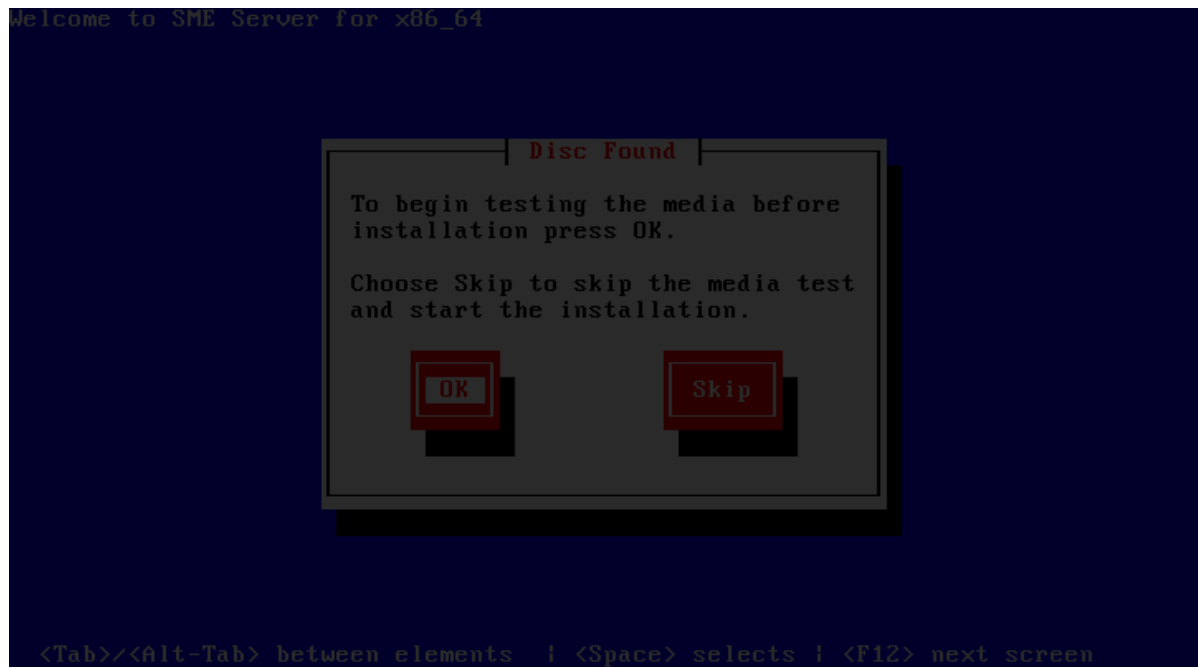 Welcome to SME Server for x86_64
Disc Found
To begin testing the media before
installation press OK.
Choose Skip to skip the media test
and start the installation.
OK Skip
<Tab>/<Alt-Tab> between elements | <Space> selects | <F12> next screen